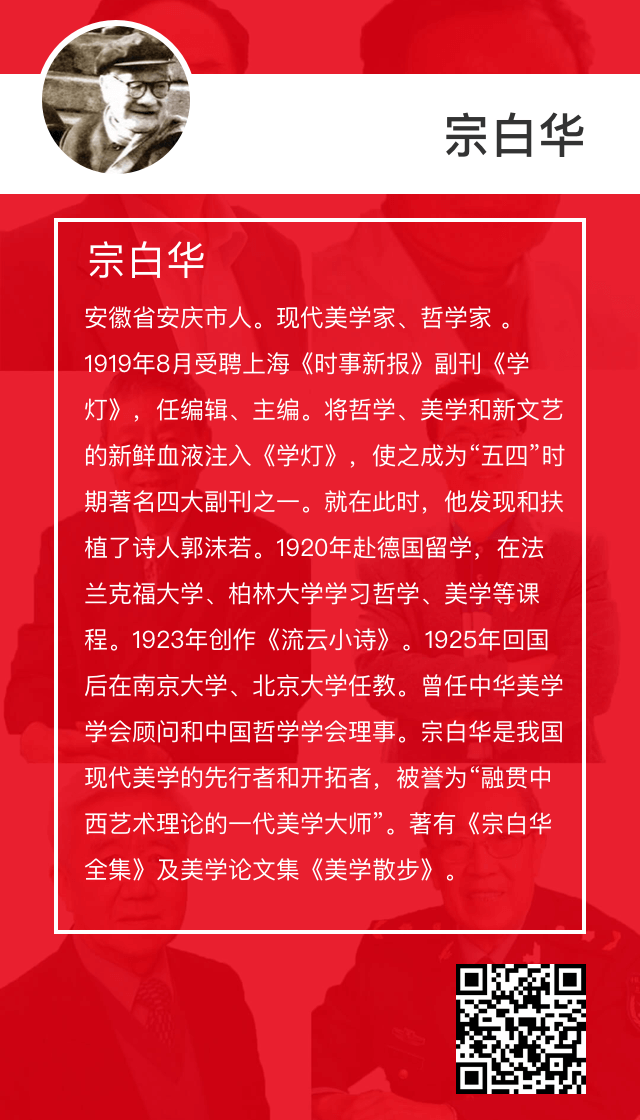 宗白华
宗白华
安徽省安庆市人。现代美学家、哲学家 。
1919年8月受聘上海《时事新报》副刊《学
灯》，任编辑、主编。将哲学、美学和新文艺
的新鲜血液注入《学灯》，使之成为“五四”时
期著名四大副刊之一。就在此时，他发现和扶
植了诗人郭沫若。1920年赴德国留学，在法
兰克福大学、柏林大学学习哲学、美学等课
程。1923年创作《流云小诗》。1925年回国
后在南京大学、北京大学任教。曾任中华美学
学会顾问和中国哲学学会理事。宗白华是我国
现代美学的先行者和开拓者，被誉为“融贯中
西艺术理论的一代美学大师”。著有《宗白华
全集》及美学论文集《美学散步》。